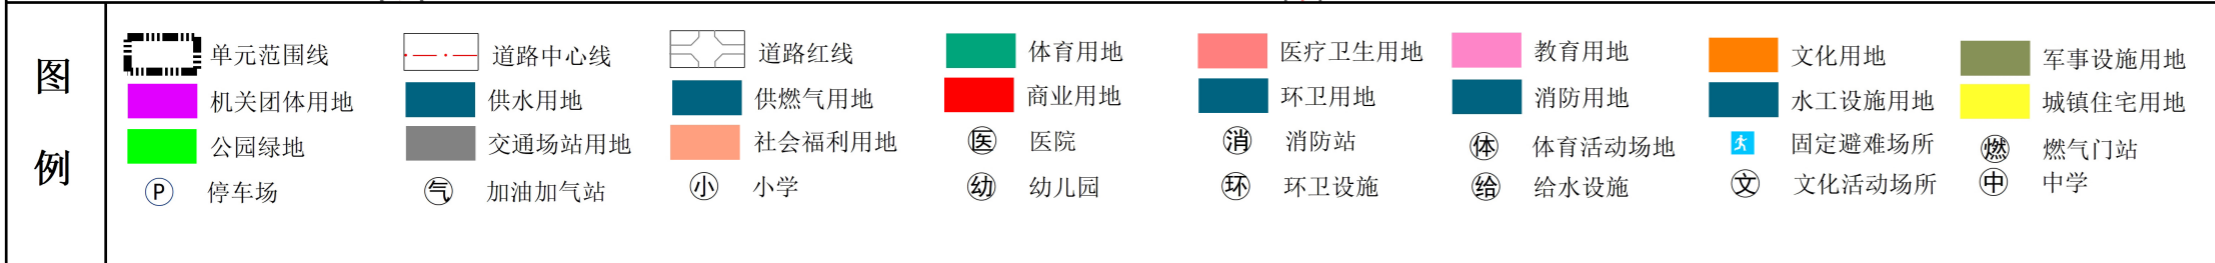 图例
单元范围线 道路中心线 道路红线 体育用地 医疗卫生用地 教育用地 文化用地 军事设施用地
机关团体用地 供水用地 供燃气用地 商业用地 环卫用地 消防用地 水工设施用地 城镇住宅用地
公园绿地 交通场站用地 社会福利用地 医 医院 消 消防站 体 体育活动场地 固定避难场所 燃 燃气门站
P 停车场 气 加油加气站 小 小学 幼 幼儿园 环 环卫设施 给 给水设施 文 文化活动场所 中 中学